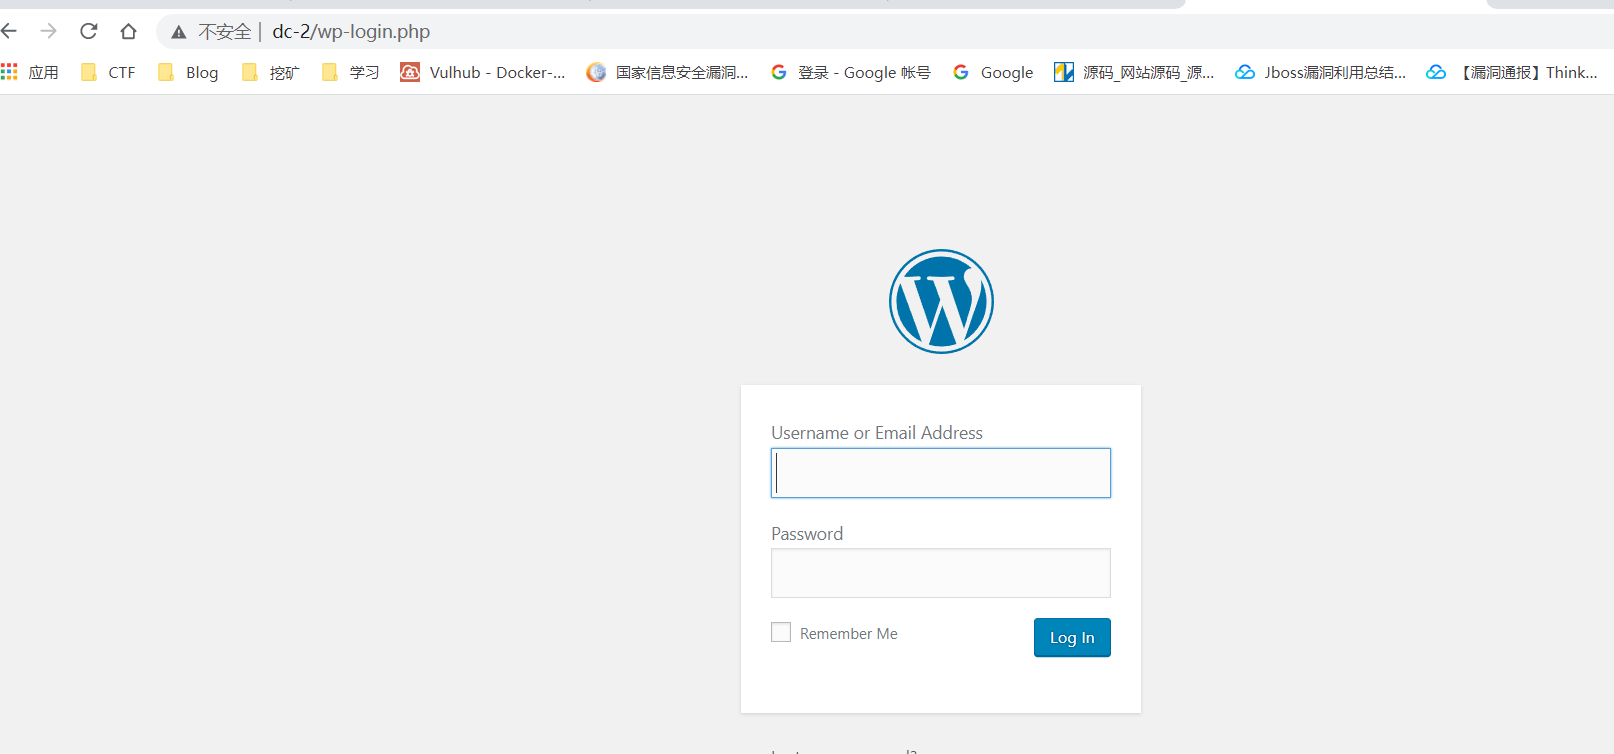 不安全 | dc-2/wp-login.php
应用 CTF Blog 挖矿 学习 Vulhub - Docker-... 国家信息安全漏洞... 登录 - Google 帐号 Google 源码_网站源码_源... Jboss漏洞利用总结... 【漏洞通报】Think...
Username or Email Address
Password
Remember Me Log In